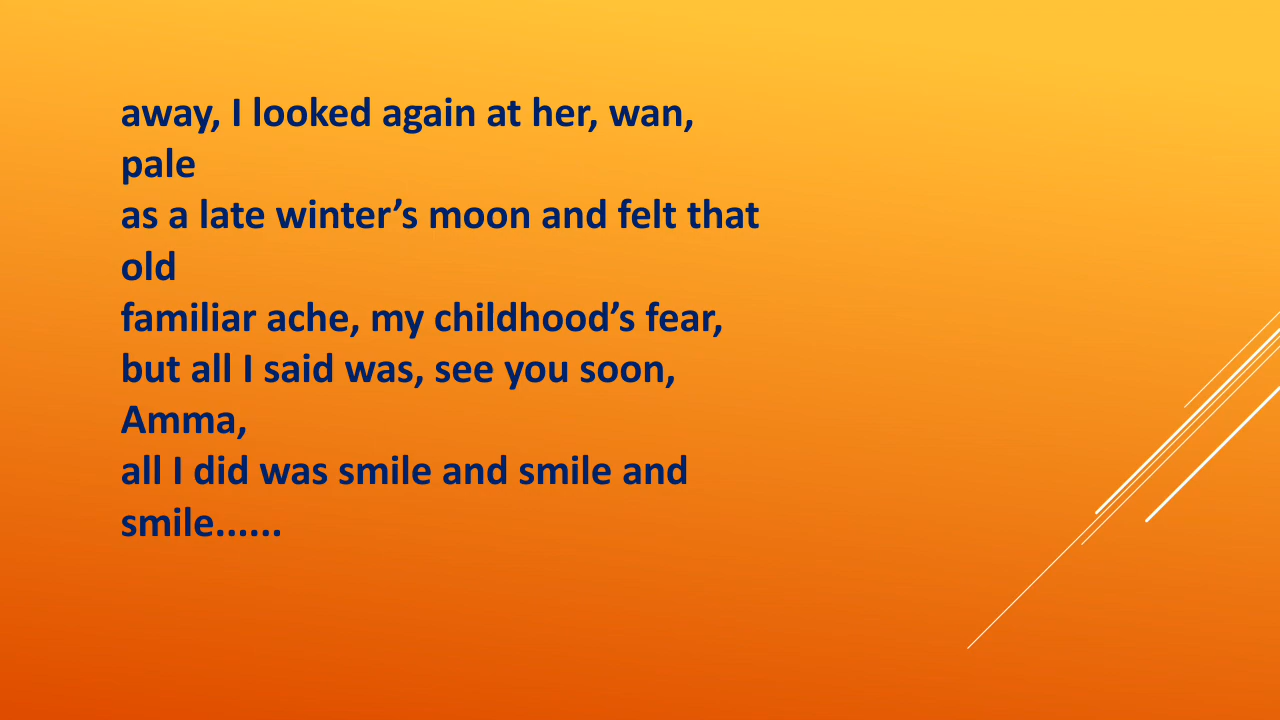 away, I looked again at her, wan,
pale
as a late winter’s moon and felt that
old
familiar ache, my childhood’s fear,
but all I said was, see you soon,
Amma,
all I did was smile and smile and
smile......